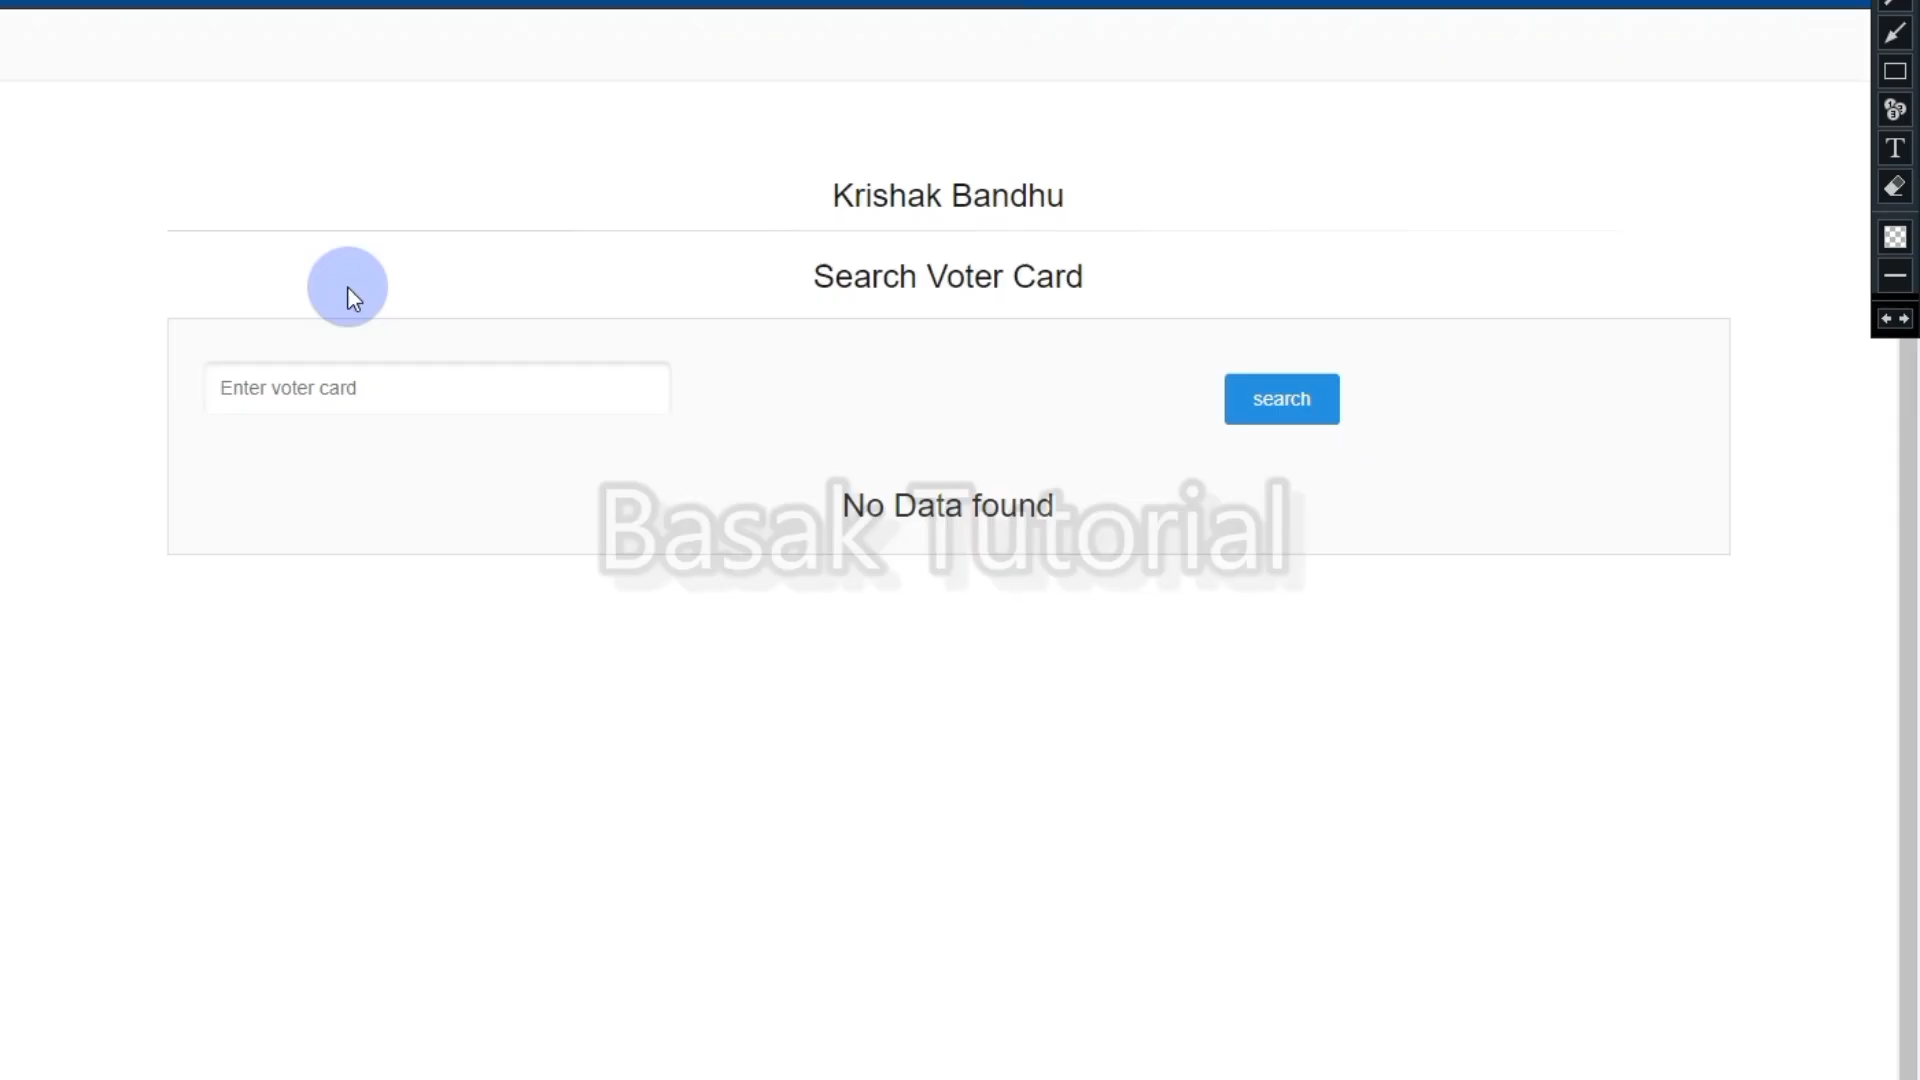 Krishak Bandhu
Search Voter Card
Enter voter card
search
No Data found
Basak Tutorial
T